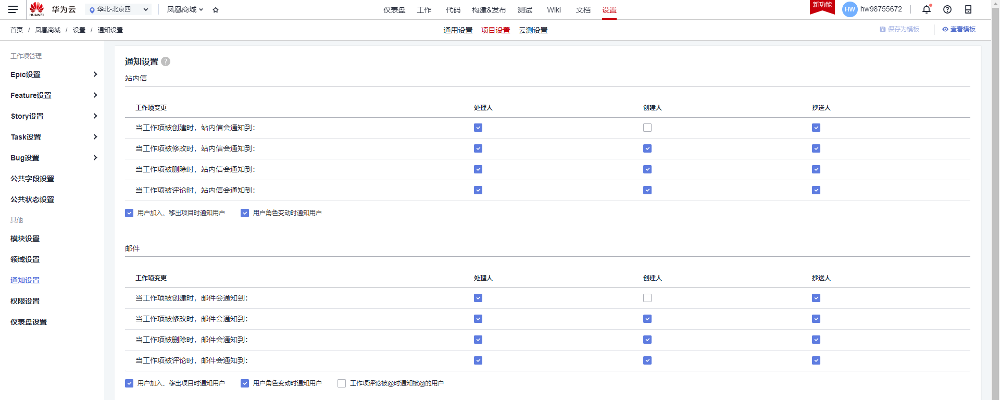 HUAWEI 华为云 华北-北京四 凤凰商城 仪表盘 工作 代码 构建&发布 测试 Wiki 文档 设置 新功能 HW hw98755672
首页 / 凤凰商城 / 设置 / 通知设置 通用设置 项目设置 云测设置 保存为模板 查看模板
工作项管理
Epic设置
Feature设置
Story设置
Task设置
Bug设置
公共字段设置
公共状态设置
其他
模块设置
领域设置
通知设置
权限设置
仪表盘设置
通知设置 ?
站内信
工作项变更 处理人 创建人 抄送人
当工作项被创建时，站内信会通知到：
当工作项被修改时，站内信会通知到：
当工作项被删除时，站内信会通知到：
当工作项被评论时，站内信会通知到：
用户加入、移出项目时通知用户 用户角色变动时通知用户
邮件
工作项变更 处理人 创建人 抄送人
当工作项被创建时，邮件会通知到：
当工作项被修改时，邮件会通知到：
当工作项被删除时，邮件会通知到：
当工作项被评论时，邮件会通知到：
用户加入、移出项目时通知用户 用户角色变动时通知用户 工作项评论被@时通知被@的用户